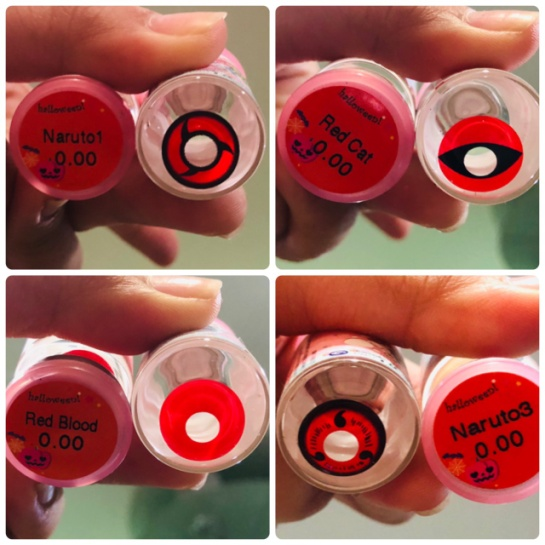 halloween!
Naruto1
0.00
halloween!
Red Cat
0.00
halloween!
Red Blood
0.00
halloween!
Naruto3
0.00